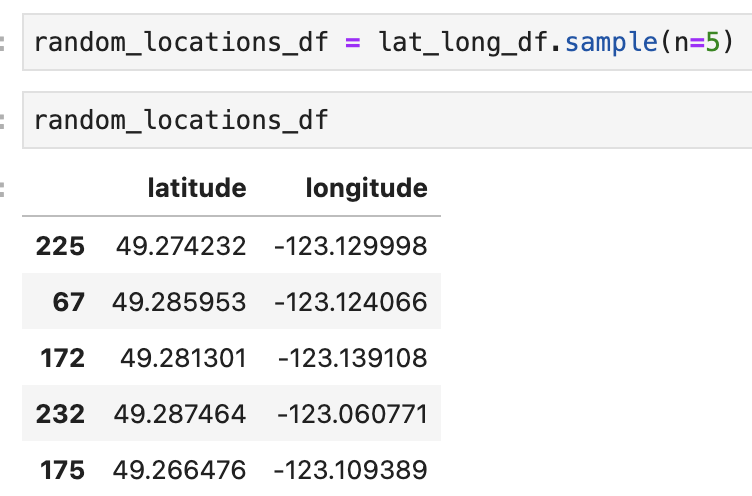 random_locations_df = lat_long_df.sample(n=5)
random_locations_df
latitude longitude
225 49.274232 -123.129998
67 49.285953 -123.124066
172 49.281301 -123.139108
232 49.287464 -123.060771
175 49.266476 -123.109389